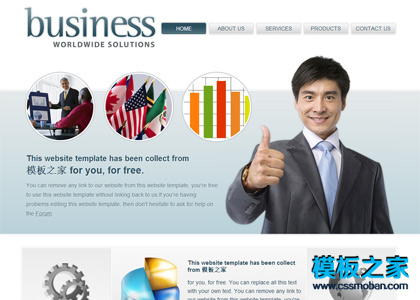 business
WORLDWIDE SOLUTIONS
HOME ABOUT US SERVICES PRODUCTS CONTACT US
This website template has been collect from
模板之家 for you, for free.
You can remove any link to our website from this website template, you're free
to use this website template without linking back to us.If you're having
problems editing this website template, then don't hesitate to ask for help on
the Forum.
This website template has been collect
from 模板之家
for you, for free. You can replace all this text
with your own text. You can remove any link to
our website from this website template, you're
模板之家
www.cssmoban.com